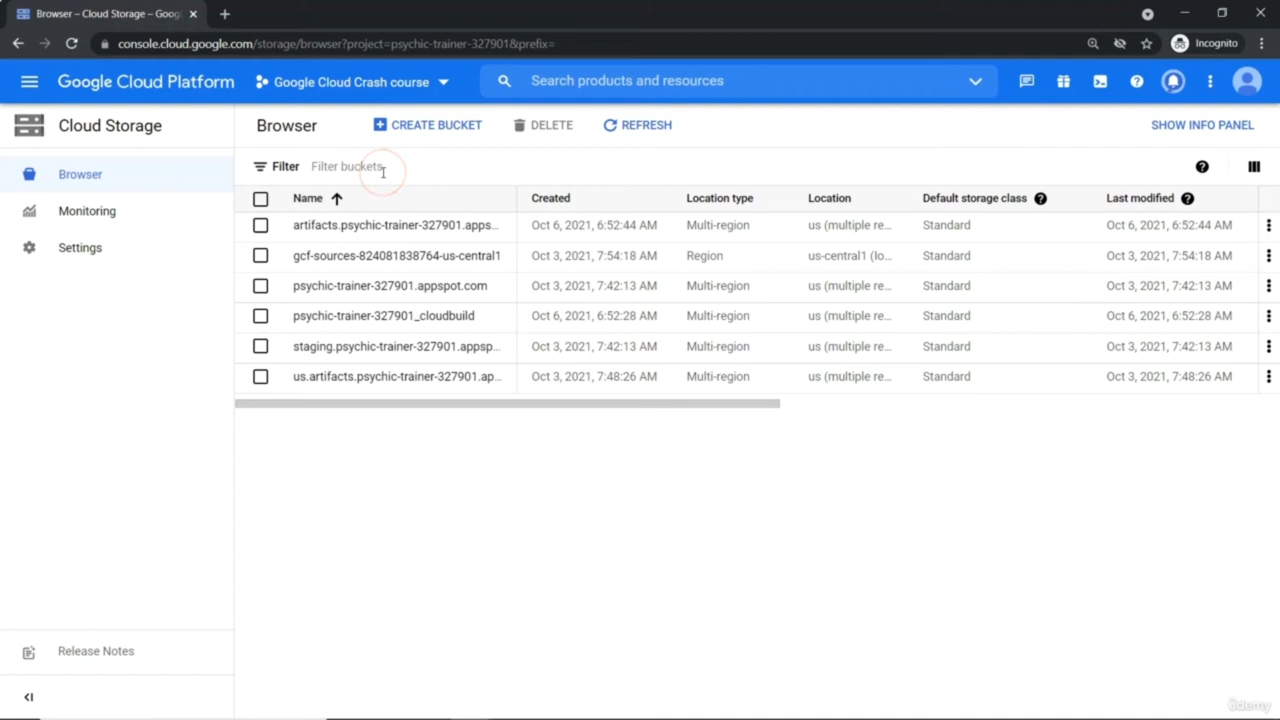 Browser – Cloud Storage – Goog
console.cloud.google.com/storage/browser?project=psychic-trainer-327901&prefix=
Incognito
Google Cloud Platform
Google Cloud Crash course
Search products and resources
Cloud Storage
Browser
CREATE BUCKET
DELETE
REFRESH
SHOW INFO PANEL
Browser
Monitoring
Settings
Filter Filter buckets
Name Created Location type Location Default storage class Last modified
artifacts.psychic-trainer-327901.apps... Oct 6, 2021, 6:52:44 AM Multi-region us (multiple re... Standard Oct 6, 2021, 6:52:44 AM
gcf-sources-824081838764-us-central1 Oct 3, 2021, 7:54:18 AM Region us-central1 (Io... Standard Oct 3, 2021, 7:54:18 AM
psychic-trainer-327901.appspot.com Oct 3, 2021, 7:42:13 AM Multi-region us (multiple re... Standard Oct 3, 2021, 7:42:13 AM
psychic-trainer-327901_cloudbuild Oct 6, 2021, 6:52:28 AM Multi-region us (multiple re... Standard Oct 6, 2021, 6:52:28 AM
staging.psychic-trainer-327901.appsp... Oct 3, 2021, 7:42:13 AM Multi-region us (multiple re... Standard Oct 3, 2021, 7:42:13 AM
us.artifacts.psychic-trainer-327901.ap... Oct 3, 2021, 7:48:26 AM Multi-region us (multiple re... Standard Oct 3, 2021, 7:48:26 AM
Release Notes
ûdemy